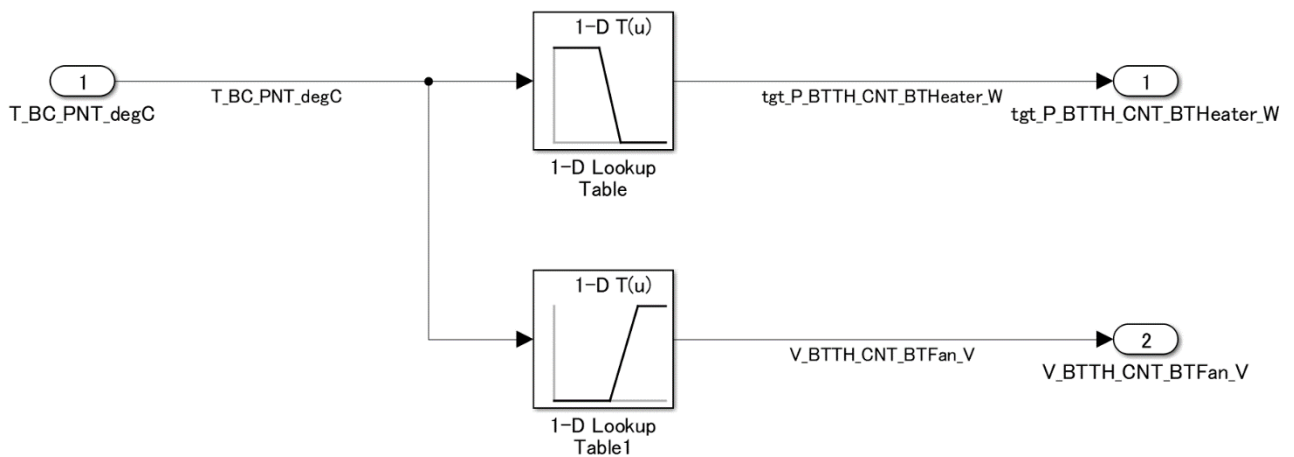 1
T_BC_PNT_degC
T_BC_PNT_degC
1-D T(u)
1-D Lookup
Table
tgt_P_BTTH_CNT_BTHeater_W
1
tgt_P_BTTH_CNT_BTHeater_W
1-D T(u)
1-D Lookup
Table1
V_BTTH_CNT_BTFan_V
2
V_BTTH_CNT_BTFan_V